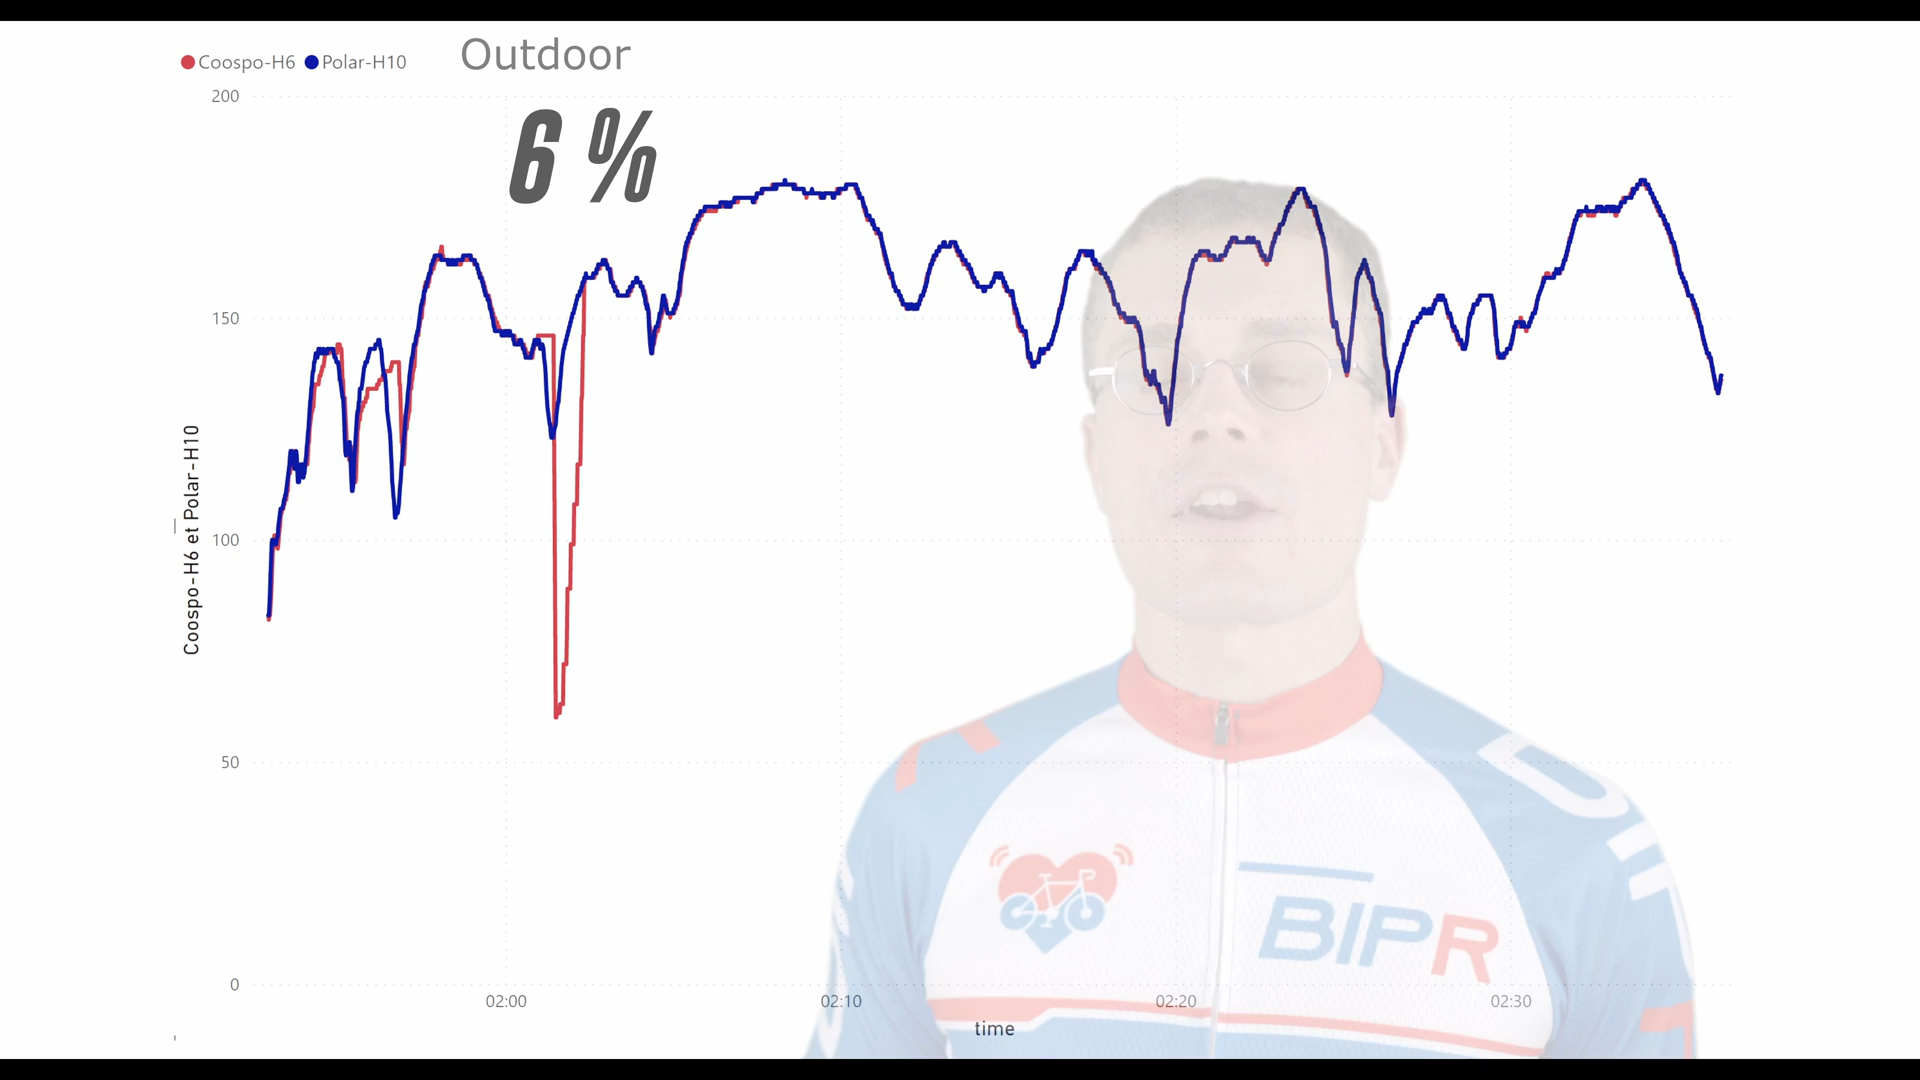 Coospo-H6 Polar-H10
Outdoor
6 %
200
150
100
50
0
Coospo-H6 et Polar-H10
02:00
02:10
02:20
02:30
time
BIPR